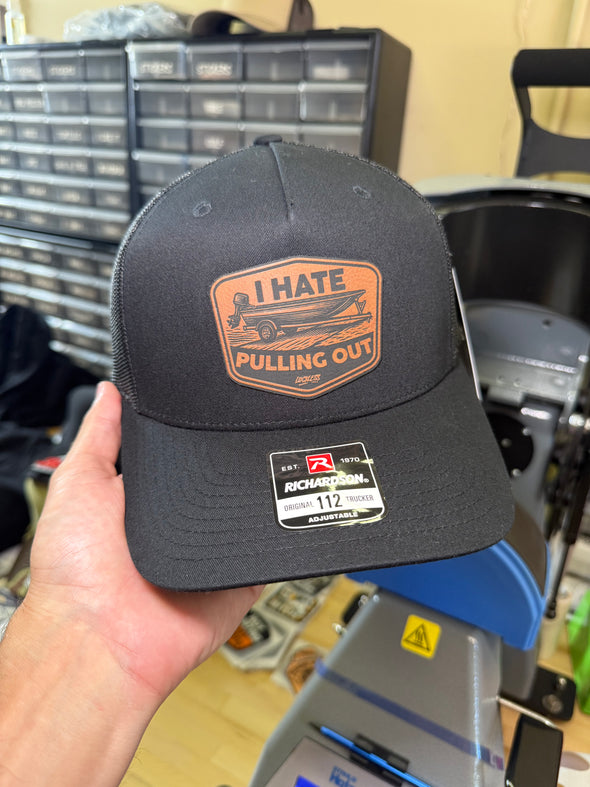 I HATE
PULLING OUT
EST. R 1970
RICHARDSON®
ORIGINAL 112 TRUCKER
ADJUSTABLE